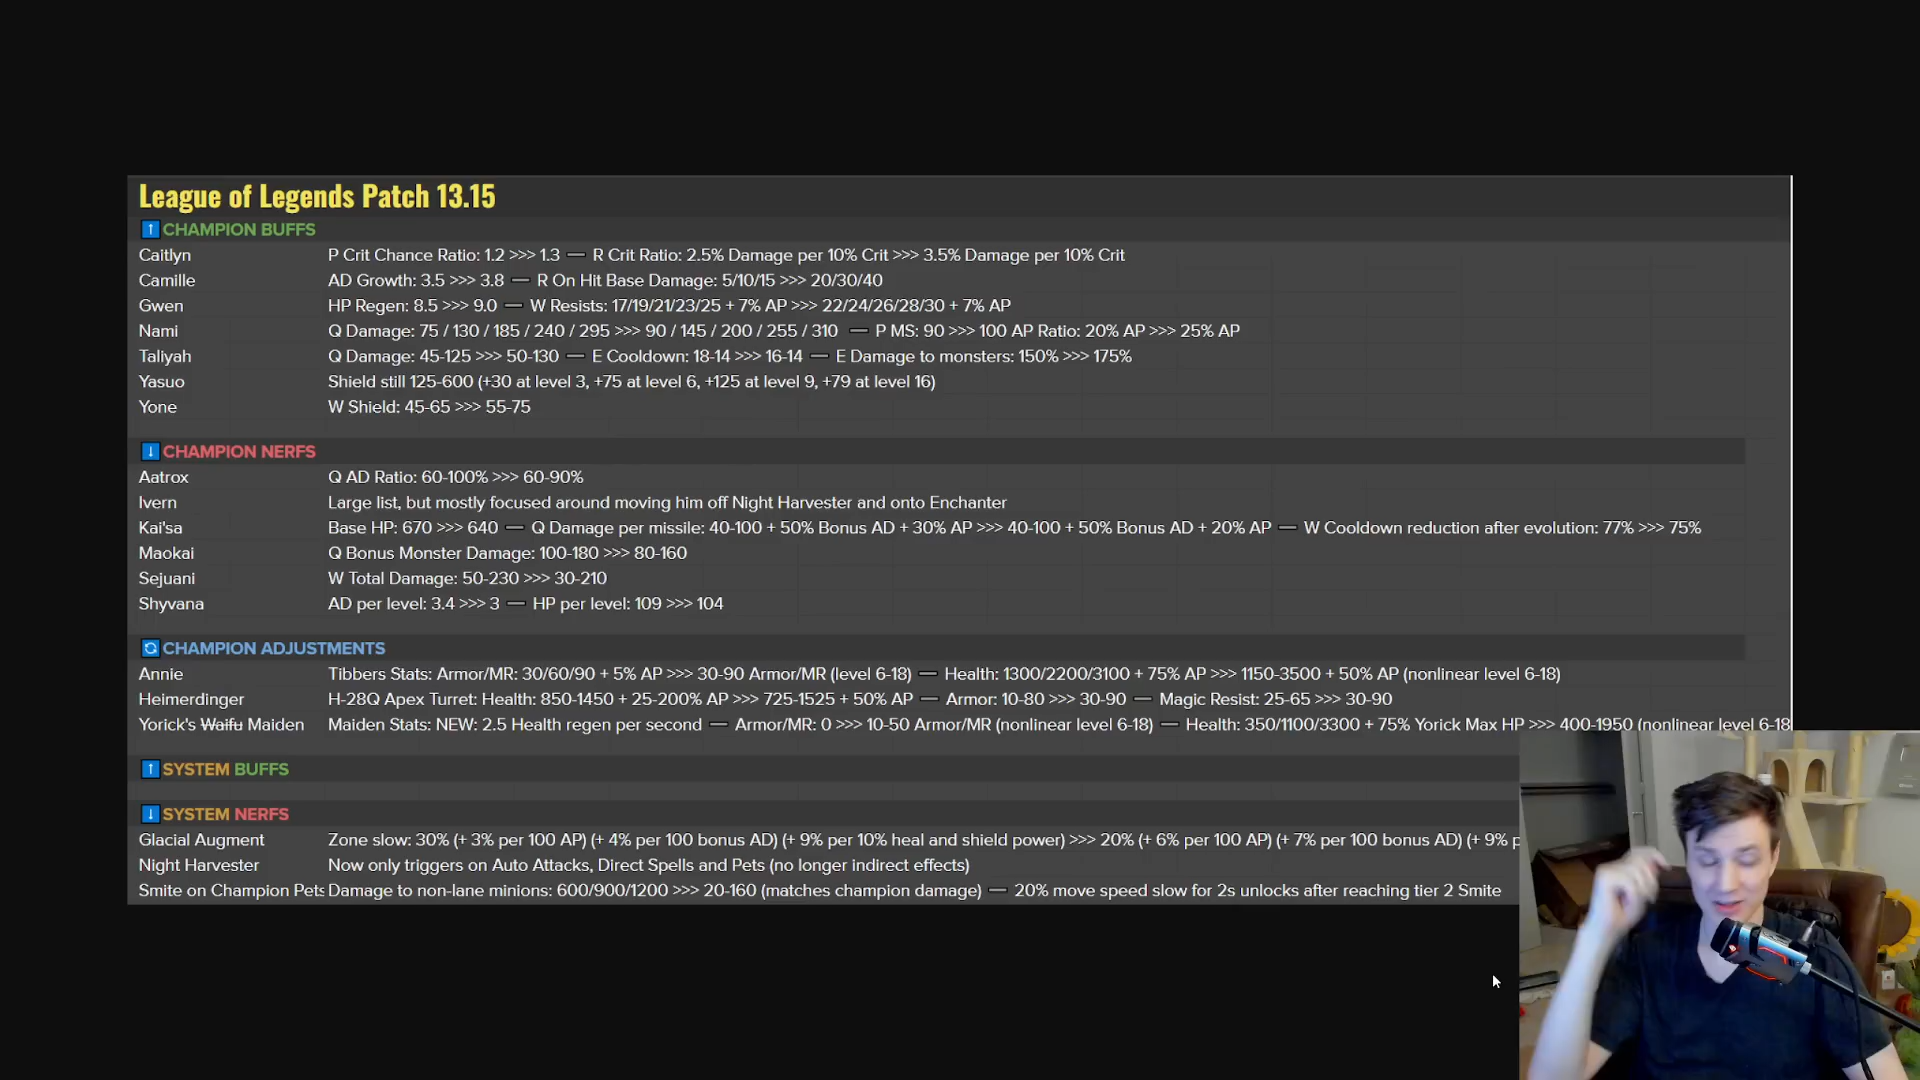 League of Legends Patch 13.15
CHAMPION BUFFS
Caitlyn P Crit Chance Ratio: 1.2 >>> 1.3 — R Crit Ratio: 2.5% Damage per 10% Crit >>> 3.5% Damage per 10% Crit
Camille AD Growth: 3.5 >>> 3.8 — R On Hit Base Damage: 5/10/15 >>> 20/30/40
Gwen HP Regen: 8.5 >>> 9.0 — W Resists: 17/19/21/23/25 + 7% AP >>> 22/24/26/28/30 + 7% AP
Nami Q Damage: 75 / 130 / 185 / 240 / 295 >>> 90 / 145 / 200 / 255 / 310 — P MS: 90 >>> 100 AP Ratio: 20% AP >>> 25% AP
Taliyah Q Damage: 45-125 >>> 50-130 — E Cooldown: 18-14 >>> 16-14 — E Damage to monsters: 150% >>> 175%
Yasuo Shield still 125-600 (+30 at level 3, +75 at level 6, +125 at level 9, +79 at level 16)
Yone W Shield: 45-65 >>> 55-75
CHAMPION NERFS
Aatrox Q AD Ratio: 60-100% >>> 60-90%
Ivern Large list, but mostly focused around moving him off Night Harvester and onto Enchanter
Kai'sa Base HP: 670 >>> 640 — Q Damage per missile: 40-100 + 50% Bonus AD + 30% AP >>> 40-100 + 50% Bonus AD + 20% AP — W Cooldown reduction after evolution: 77% >>> 75%
Maokai Q Bonus Monster Damage: 100-180 >>> 80-160
Sejuani W Total Damage: 50-230 >>> 30-210
Shyvana AD per level: 3.4 >>> 3 — HP per level: 109 >>> 104
CHAMPION ADJUSTMENTS
Annie Tibbers Stats: Armor/MR: 30/60/90 + 5% AP >>> 30-90 Armor/MR (level 6-18) — Health: 1300/2200/3100 + 75% AP >>> 1150-3500 + 50% AP (nonlinear level 6-18)
Heimerdinger H-28Q Apex Turret: Health: 850-1450 + 25-200% AP >>> 725-1525 + 50% AP — Armor: 10-80 >>> 30-90 — Magic Resist: 25-65 >>> 30-90
Yorick's Waifu Maiden Maiden Stats: NEW: 2.5 Health regen per second — Armor/MR: 0 >>> 10-50 Armor/MR (nonlinear level 6-18) — Health: 350/1100/3300 + 75% Yorick Max HP >>> 400-1950 (nonlinear level 6-18
SYSTEM BUFFS
SYSTEM NERFS
Glacial Augment Zone slow: 30% (+ 3% per 100 AP) (+ 4% per 100 bonus AD) (+ 9% per 10% heal and shield power) >>> 20% (+ 6% per 100 AP) (+ 7% per 100 bonus AD) (+ 9% p
Night Harvester Now only triggers on Auto Attacks, Direct Spells and Pets (no longer indirect effects)
Smite on Champion Pets Damage to non-lane minions: 600/900/1200 >>> 20-160 (matches champion damage) — 20% move speed slow for 2s unlocks after reaching tier 2 Smite